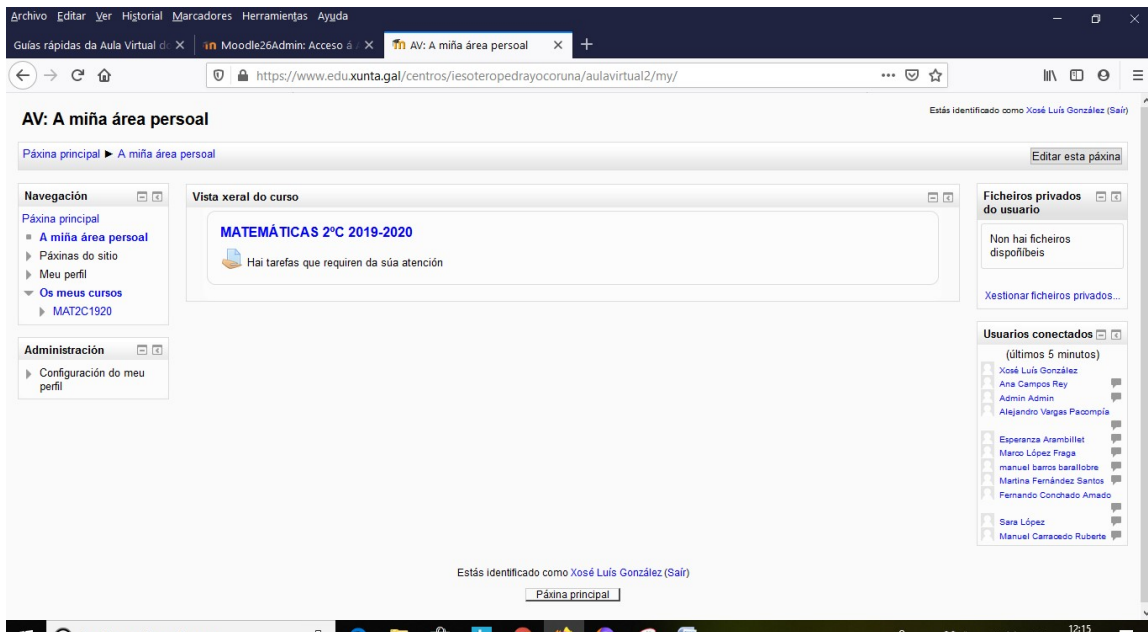 Archivo Editar Ver Historial Marcadores Herramientas Ayuda
Guías rápidas da Aula Virtual do
Moodle26Admin: Acceso á A
AV: A miña área persoal
https://www.edu.xunta.gal/centros/iesoteropedrayocoruna/aulavirtual2/my/
AV: A miña área persoal
Estás identificado como Xosé Luís González (Saír)
Páxina principal ► A miña área persoal
Editar esta páxina
Navegación
Páxina principal
A miña área persoal
Páxinas do sitio
Meu perfil
Os meus cursos
MAT2C1920
Administración
Configuración do meu
perfil
Vista xeral do curso
MATEMÁTICAS 2ºC 2019-2020
Hai tarefas que requiren da súa atención
Ficheiros privados
do usuario
Non hai ficheiros
dispoñíbeis
Xestionar ficheiros privados...
Usuarios conectados
(últimos 5 minutos)
Xosé Luís González
Ana Campos Rey
Admin Admin
Alejandro Vargas Pacompía
Esperanza Arambillet
Marco López Fraga
manuel barros barallobre
Martina Fernández Santos
Fernando Conchado Amado
Sara López
Manuel Carracedo Ruberte
Estás identificado como Xosé Luís González (Saír)
Páxina principal
12:15